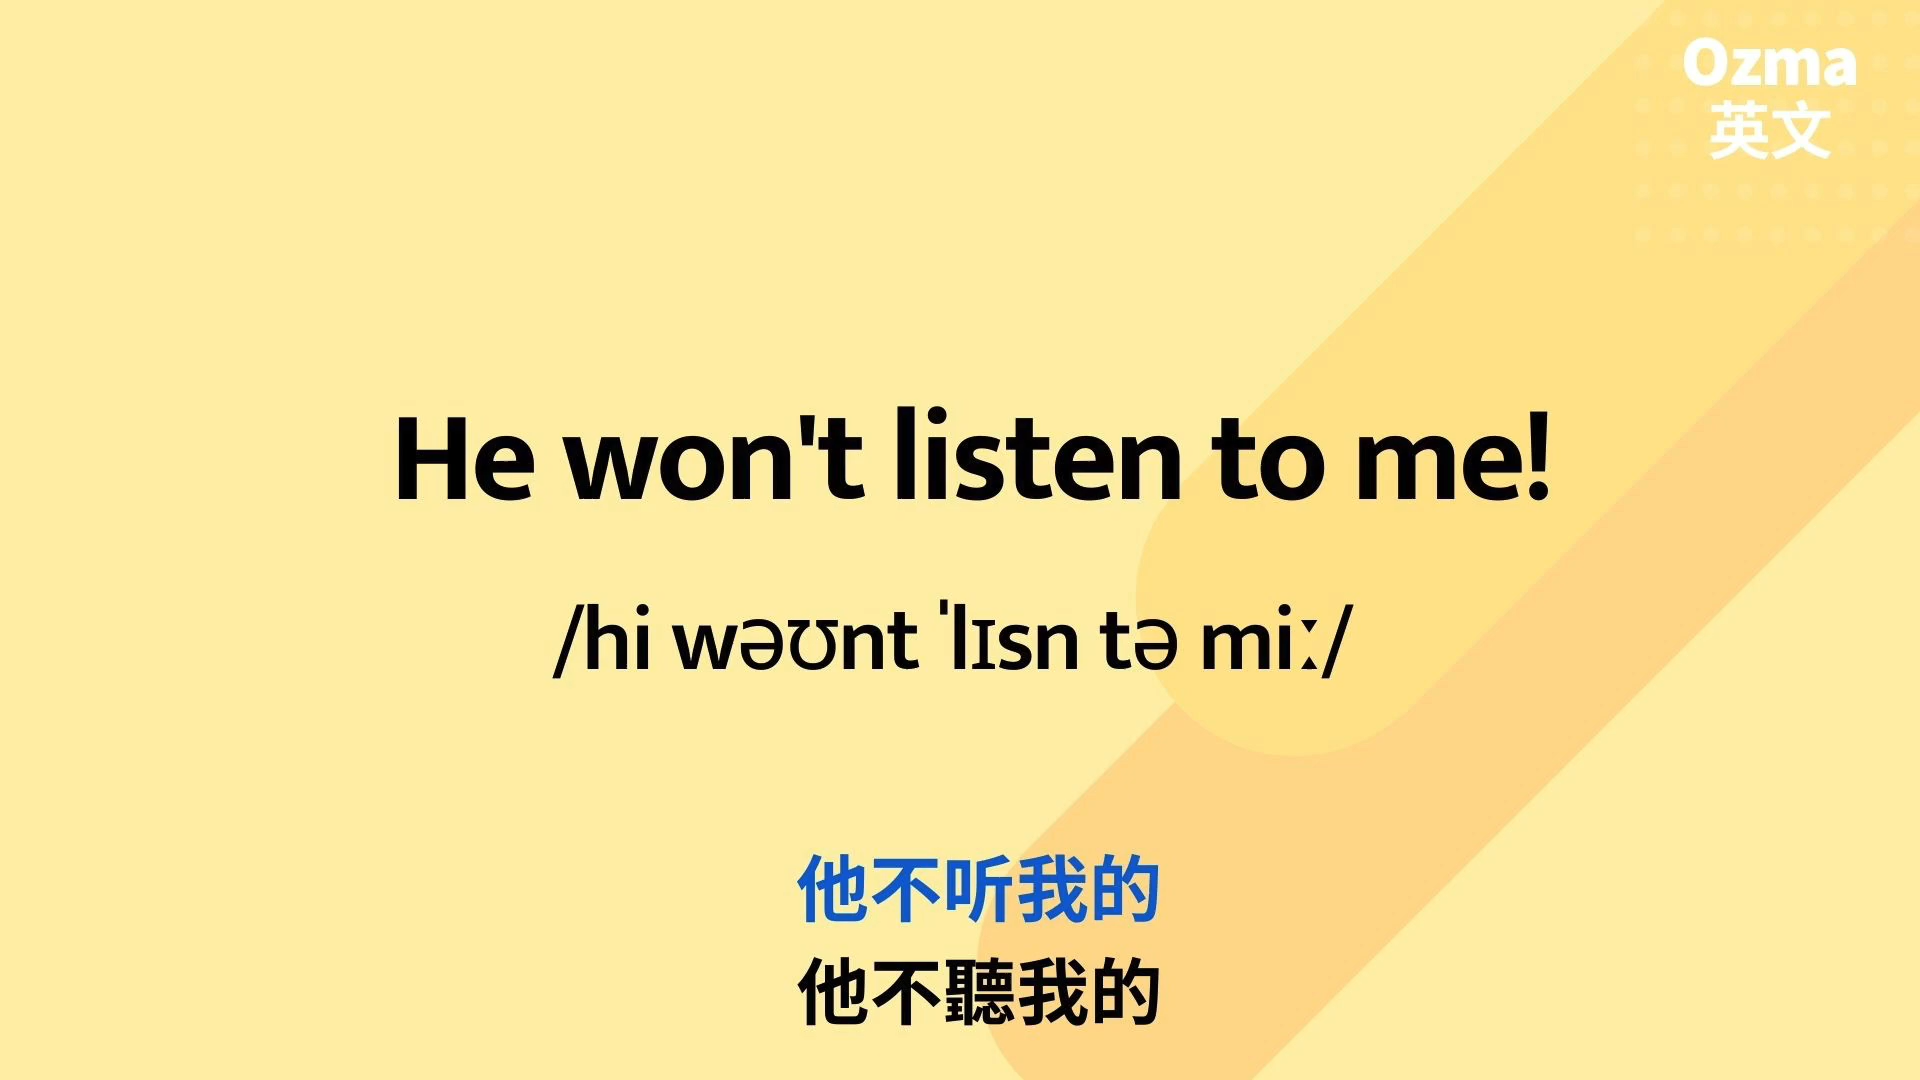 Ozma
英文
He won't listen to me!
/hi wəʊnt ˈlɪsn tə miː/
他不听我的
他不聽我的